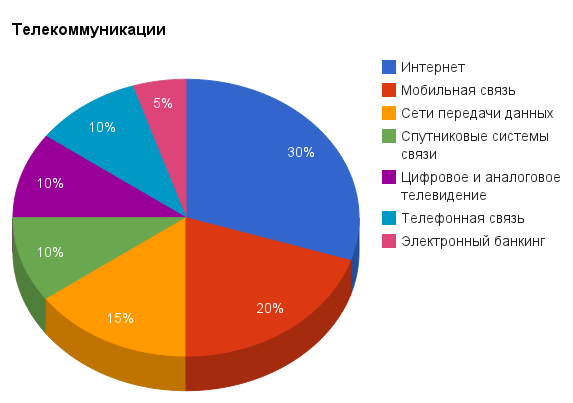 Телекоммуникации
Интернет
Мобильная связь
Сети передачи данных
Спутниковые системы
связи
Цифровое и аналоговое
телевидение
Телефонная связь
Электронный банкинг
5%
30%
10%
10%
10%
15%
20%